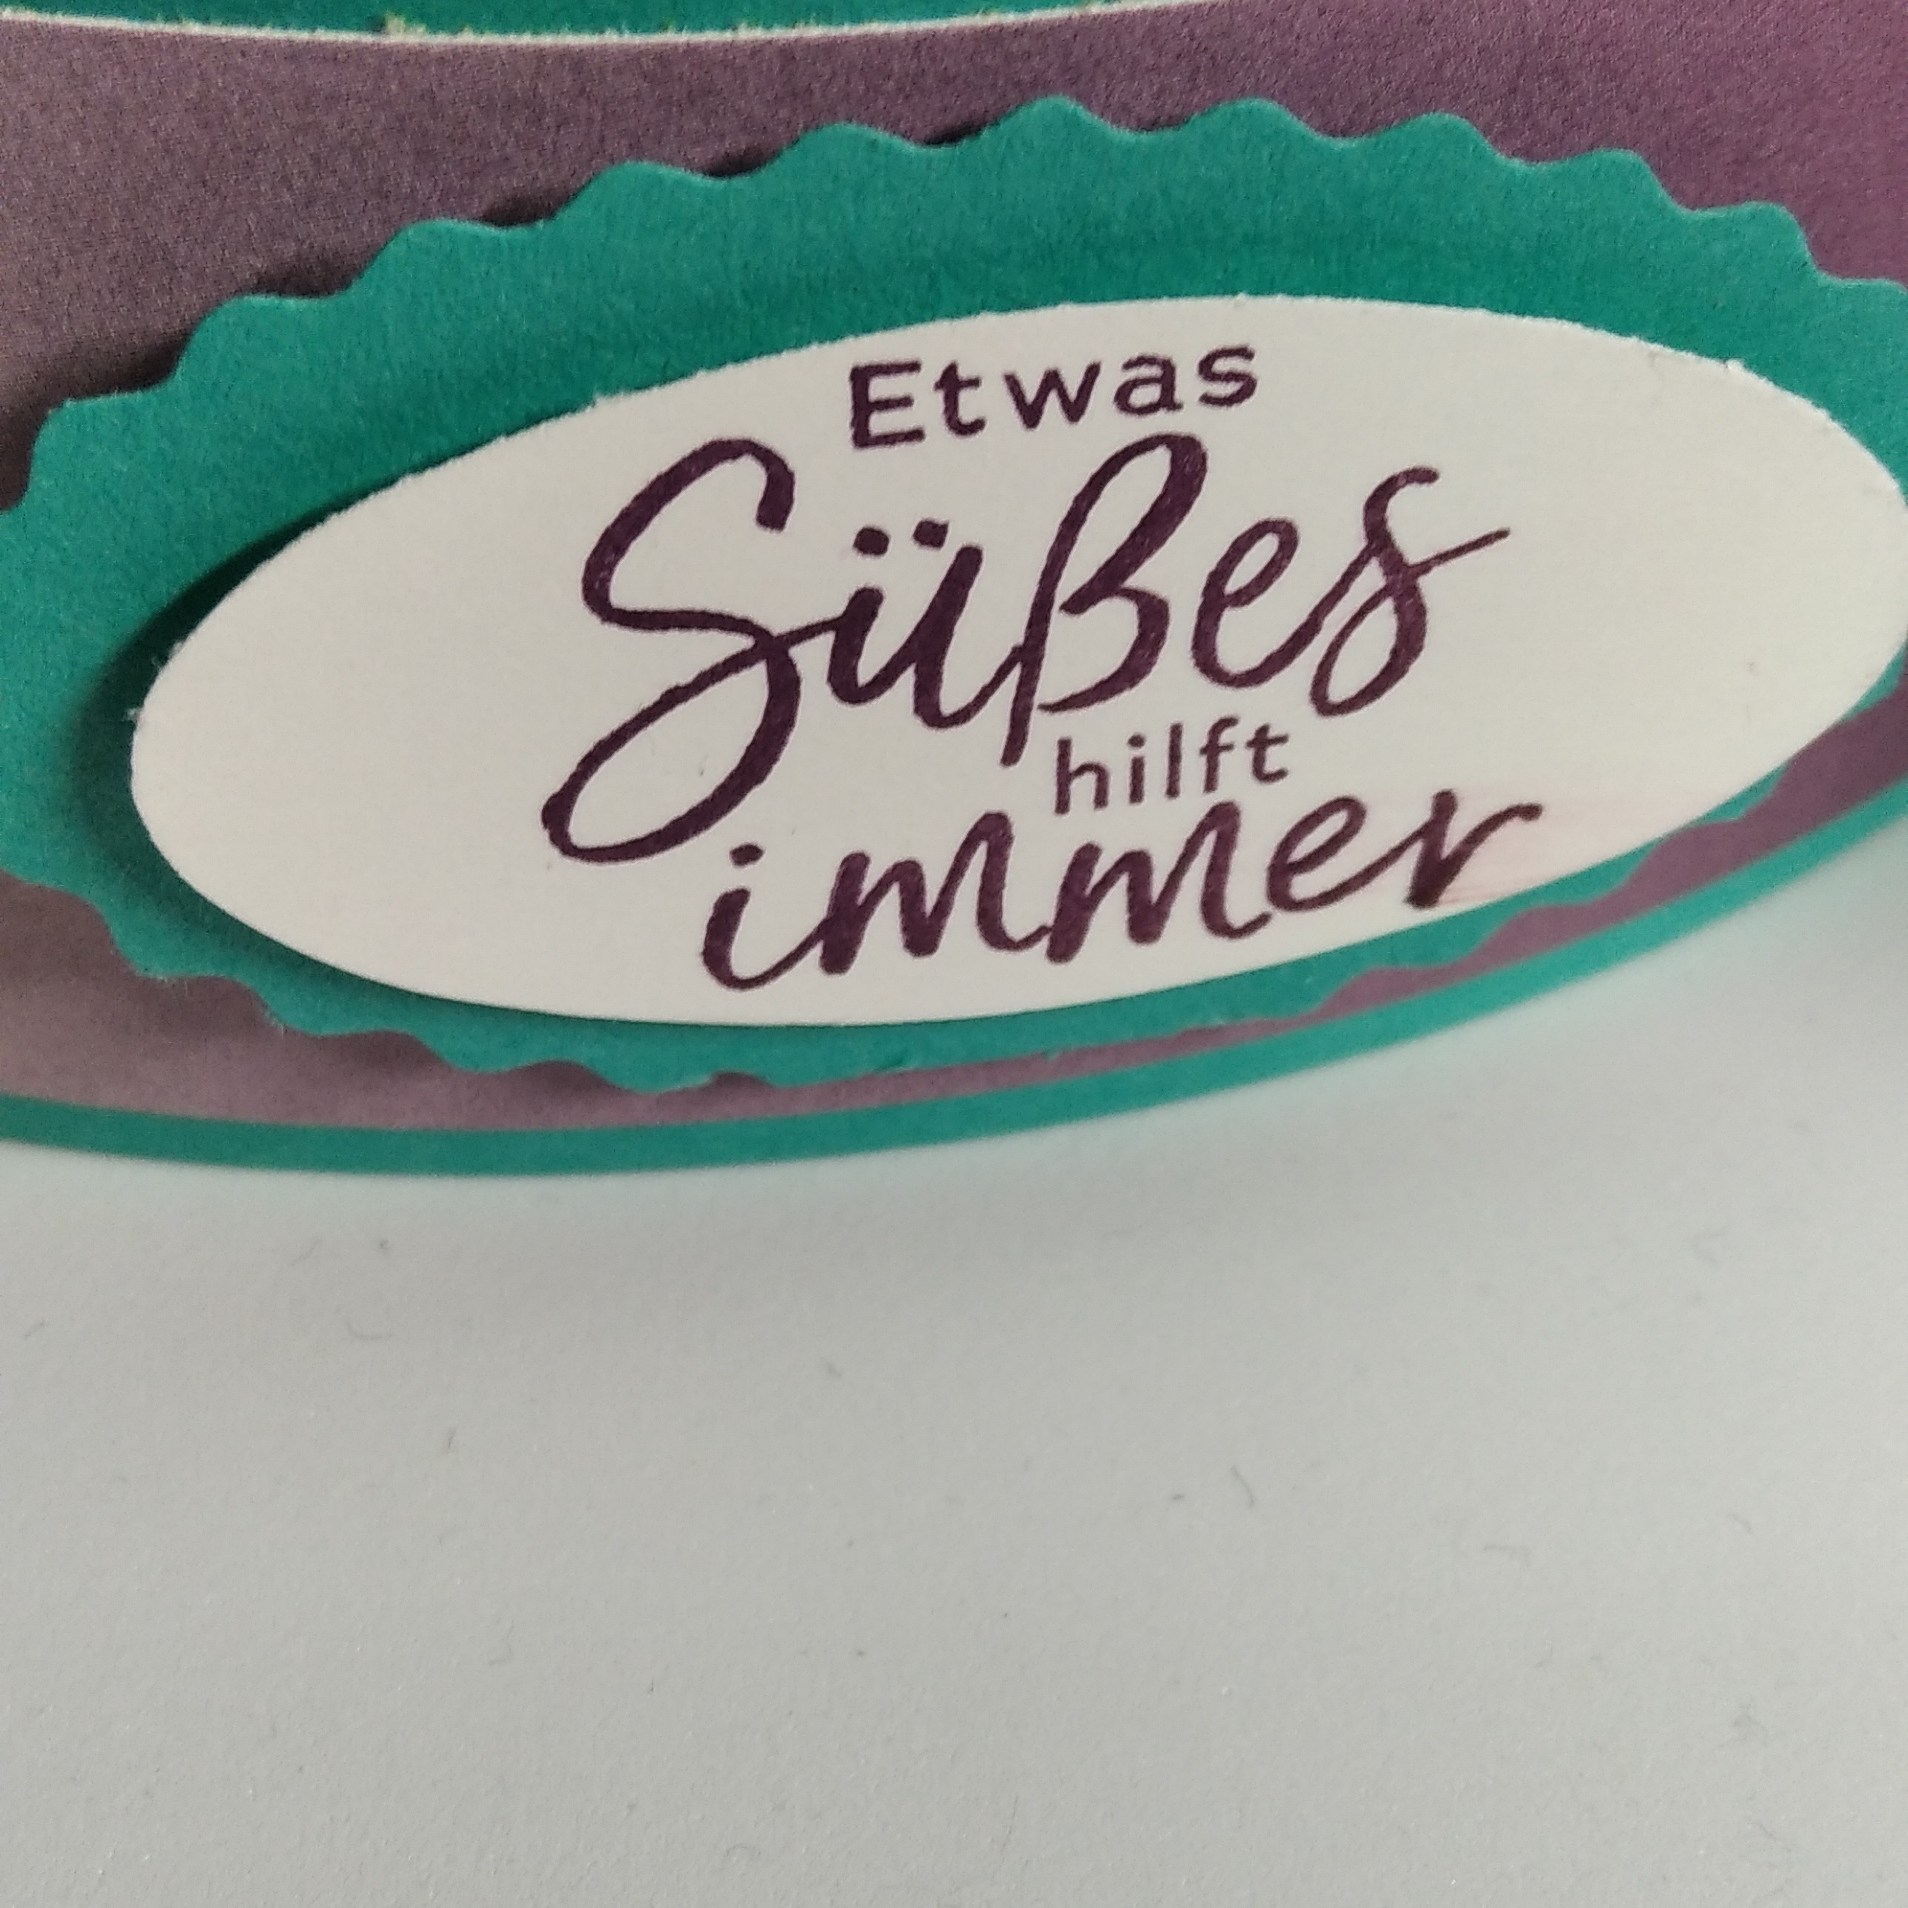 Etwas
Süßes
hilft
immer